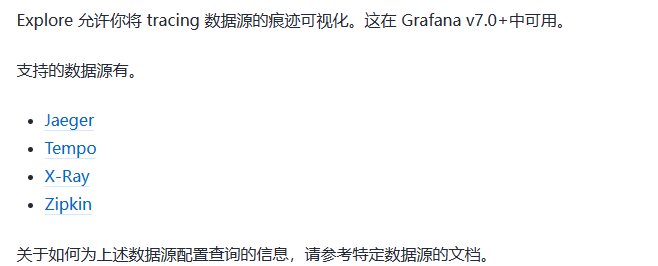 Explore 允许你将 tracing 数据源的痕迹可视化。这在 Grafana v7.0+中可用。
支持的数据源有。
Jaeger
Tempo
X-Ray
Zipkin
关于如何为上述数据源配置查询的信息，请参考特定数据源的文档。